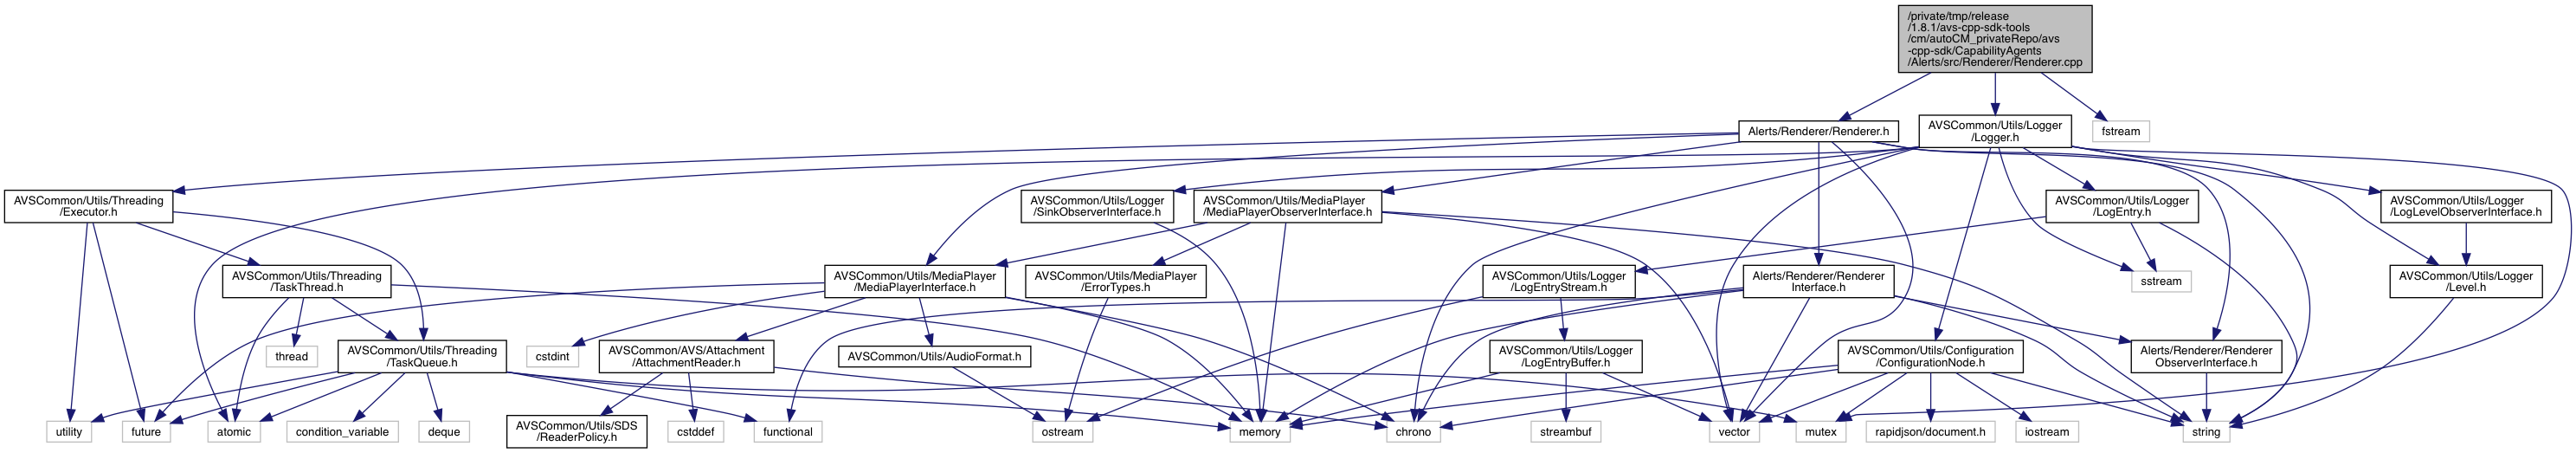 /private/tmp/release
/1.8.1/avs-cpp-sdk-tools
/cm/autoCM_privateRepo/avs
-cpp-sdk/CapabilityAgents
/Alerts/src/Renderer/Renderer.cpp
Alerts/Renderer/Renderer.h
AVSCommon/Utils/Logger
/Logger.h
fstream
AVSCommon/Utils/Threading
/Executor.h
AVSCommon/Utils/Logger
/SinkObserverInterface.h
AVSCommon/Utils/MediaPlayer
/MediaPlayerObserverInterface.h
AVSCommon/Utils/Logger
/LogEntry.h
AVSCommon/Utils/Logger
/LogLevelObserverInterface.h
AVSCommon/Utils/Threading
/TaskThread.h
AVSCommon/Utils/MediaPlayer
/MediaPlayerInterface.h
AVSCommon/Utils/MediaPlayer
/ErrorTypes.h
AVSCommon/Utils/Logger
/LogEntryStream.h
Alerts/Renderer/Renderer
Interface.h
sstream
AVSCommon/Utils/Logger
/Level.h
thread
AVSCommon/Utils/Threading
/TaskQueue.h
cstdint
AVSCommon/AVS/Attachment
/AttachmentReader.h
AVSCommon/Utils/AudioFormat.h
AVSCommon/Utils/Logger
/LogEntryBuffer.h
AVSCommon/Utils/Configuration
/ConfigurationNode.h
Alerts/Renderer/Renderer
ObserverInterface.h
utility
future
atomic
condition_variable
deque
AVSCommon/Utils/SDS
/ReaderPolicy.h
cstddef
functional
ostream
memory
chrono
streambuf
vector
mutex
rapidjson/document.h
iostream
string